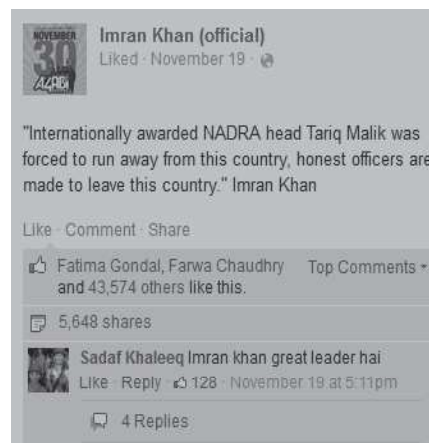 NOVEMBER
30
AZADI
Imran Khan (official)
Liked · November 19 ·
"Internationally awarded NADRA head Tariq Malik was
forced to run away from this country, honest officers are
made to leave this country." Imran Khan
Like · Comment · Share
Fatima Gondal, Farwa Chaudhry
and 43,574 others like this.
Top Comments
5,648 shares
Sadaf Khaleeq Imran khan great leader hai
Like · Reply · 128 · November 19 at 5:11pm
4 Replies